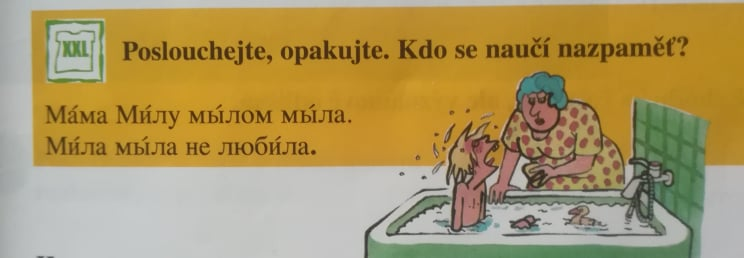 XXL
Poslouchejte, opakujte. Kdo se naučí nazpaměť?
Ма́ма Ми́лу мы́лом мы́ла.
Ми́ла мы́ла не люби́ла.